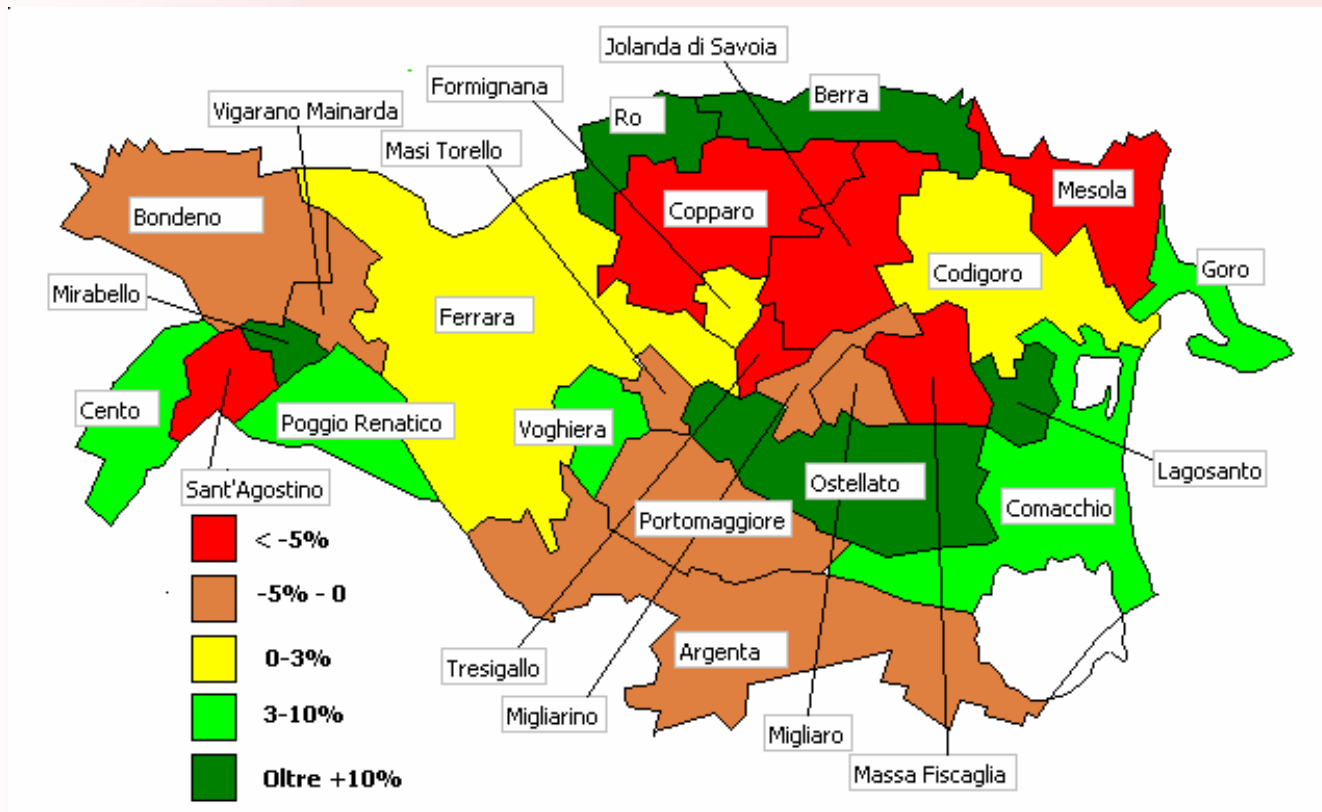 Jolanda di Savoia
Formignana
Berra
Vigarano Mainarda
Ro
Masi Torello
Mesola
Bondeno
Copparo
Goro
Codigoro
Mirabello
Ferrara
Cento
Poggio Renatico
Voghiera
Lagosanto
Sant'Agostino
Ostellato
Comacchio
Portomaggiore
< -5%
-5% - 0
0-3%
Argenta
Tresigallo
3-10%
Migliarino
Migliaro
Massa Fiscaglia
Oltre +10%